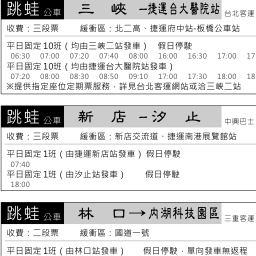 跳蛙公車 三峽－捷運台大醫院站 台北客運
收費：三段票 緩衝區：北二高、捷運府中站-板橋公車站
平日固定10班（均由三峽二站發車） 假日停駛
06:30 07:00 07:20 07:40 08:00 16:00 16:30 17:00
平日固定10班（均由捷運台大醫院站發車）
07:20 08:00 08:30 08:50 09:10 17:00 17:30 18:00
※提供指定座位定期票服務，詳見台北客運網站或洽三峽二站
跳蛙公車 新店－汐止 中興巴士
收費：三段票 緩衝區：新店交流道、捷運南港展覽館站
平日固定1班（由捷運新店站發車） 假日停駛
07:40
平日固定1班（由汐止站發車） 假日停駛
18:00
跳蛙公車 林口→內湖科技園區 三重客運
收費：二段票 緩衝區：國道一號
平日固定1班（由林口站發車） 假日停駛，單向發車無返程